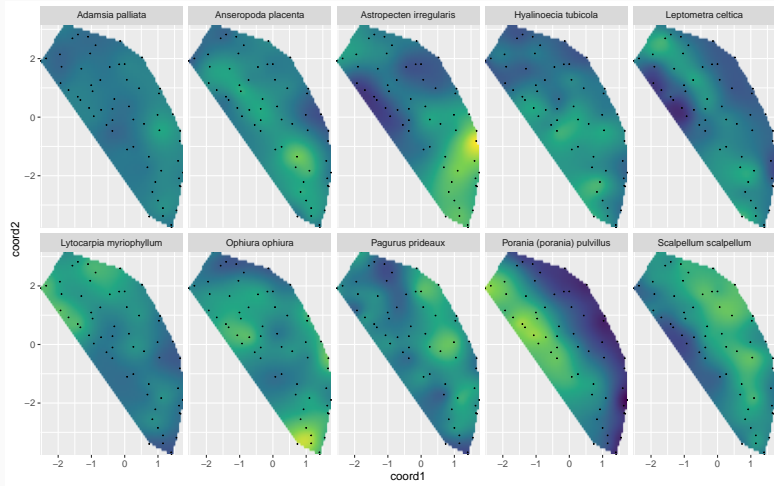 Adamsia palliata
Anseropoda placenta
Astropecten irregularis
Hyalinoecia tubicola
Leptometra celtica
2
0
−2
coord2
Lytocarpia myriophyllum
Ophiura ophiura
Pagurus prideaux
Porania (porania) pulvillus
Scalpellum scalpellum
2
0
−2
−2 −1 0 1
−2 −1 0 1
−2 −1 0 1
−2 −1 0 1
−2 −1 0 1
coord1